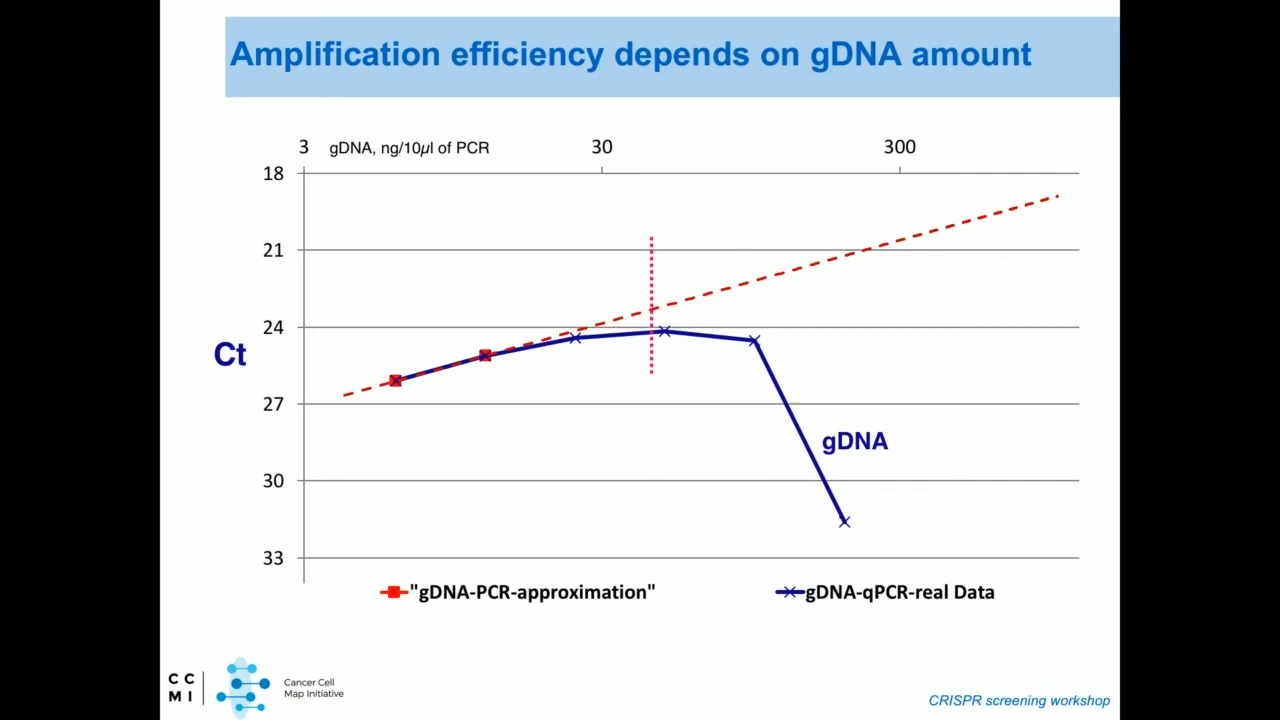 Amplification efficiency depends on gDNA amount
3 gDNA, ng/10µl of PCR 30 300
18
21
24
Ct
27
gDNA
30
33
"gDNA-PCR-approximation" gDNA-qPCR-real Data
C C
M I
Cancer Cell
Map Initiative
CRISPR screening workshop